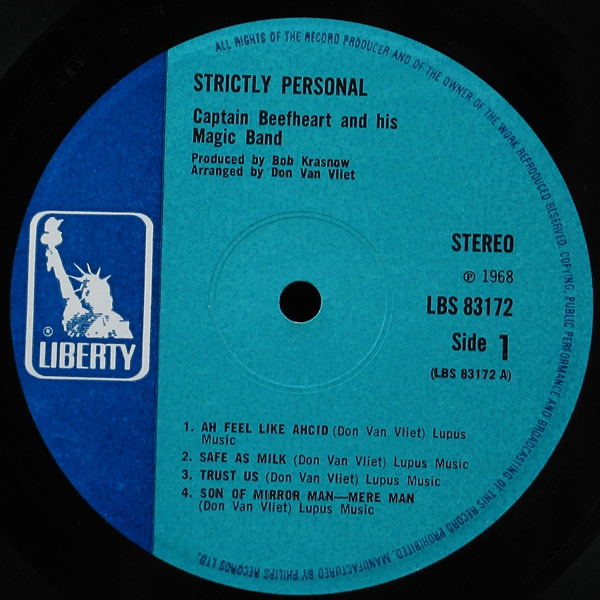 ALL RIGHTS OF THE RECORD PRODUCER AND OF THE OWNER OF THE WORK REPRODUCED RESERVED. COPYING, PUBLIC PERFORMANCE AND BROADCASTING OF THIS RECORD PROHIBITED. MANUFACTURED BY PHILIPS RECORDS LTD.
STRICTLY PERSONAL
Captain Beefheart and his
Magic Band
Produced by Bob Krasnow
Arranged by Don Van Vliet
STEREO
℗ 1968
LBS 83172
Side 1
(LBS 83172 A)
®
LIBERTY
1. AH FEEL LIKE AHCID (Don Van Vliet) Lupus
Music
2. SAFE AS MILK (Don Van Vliet) Lupus Music
3. TRUST US (Don Van Vliet) Lupus Music
4. SON OF MIRROR MAN—MERE MAN
(Don Van Vliet) Lupus Music